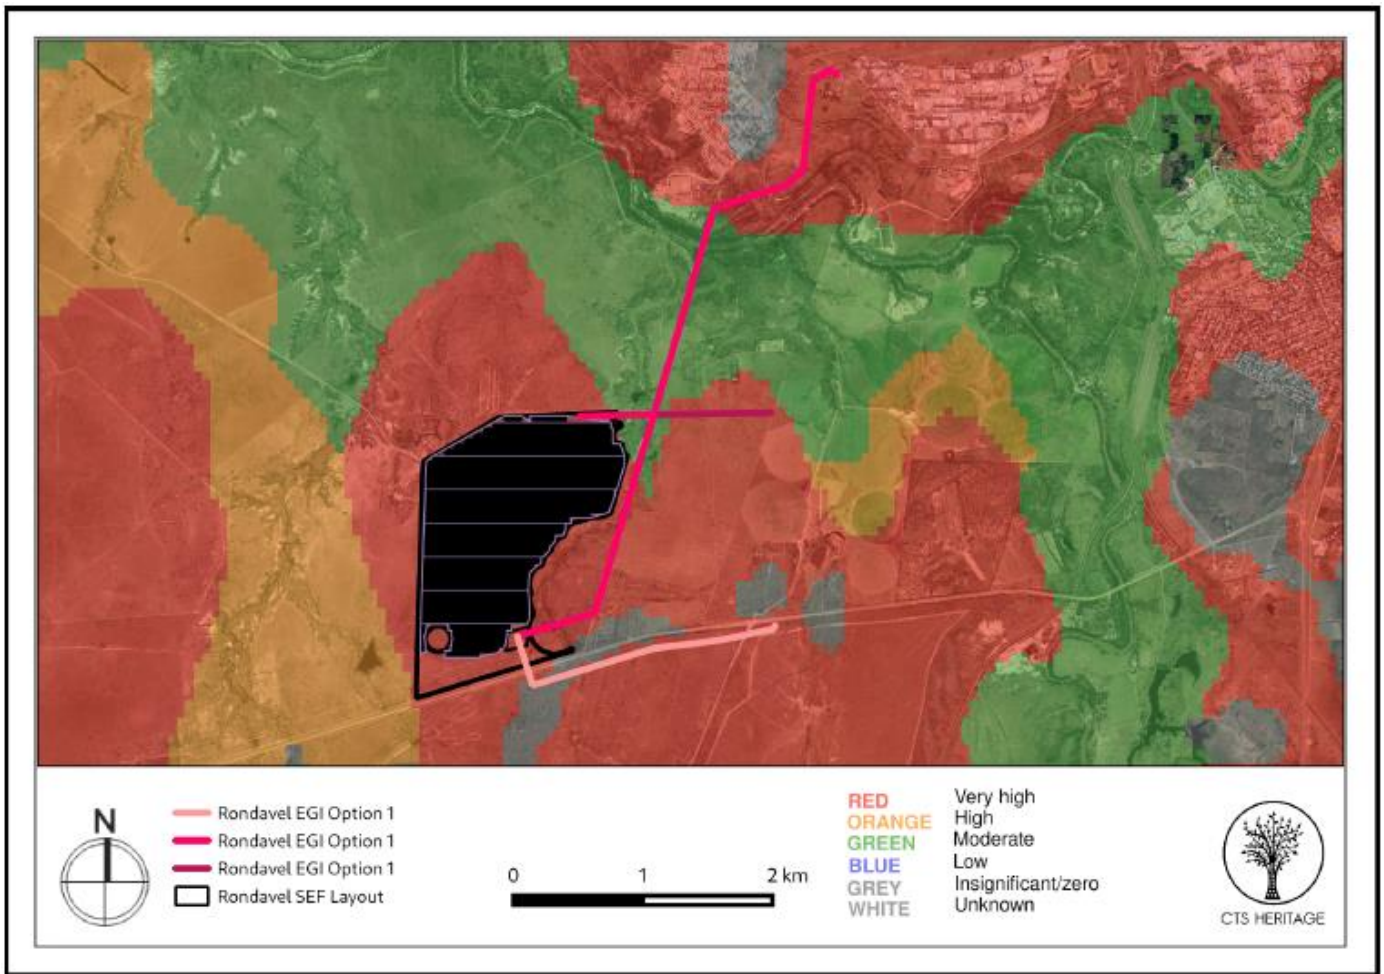 N
Rondavel EGI Option 1
Rondavel EGI Option 1
Rondavel EGI Option 1
Rondavel SEF Layout
0 1 2 km
RED Very high
ORANGE High
GREEN Moderate
BLUE Low
GREY Insignificant/zero
WHITE Unknown
CTS HERITAGE